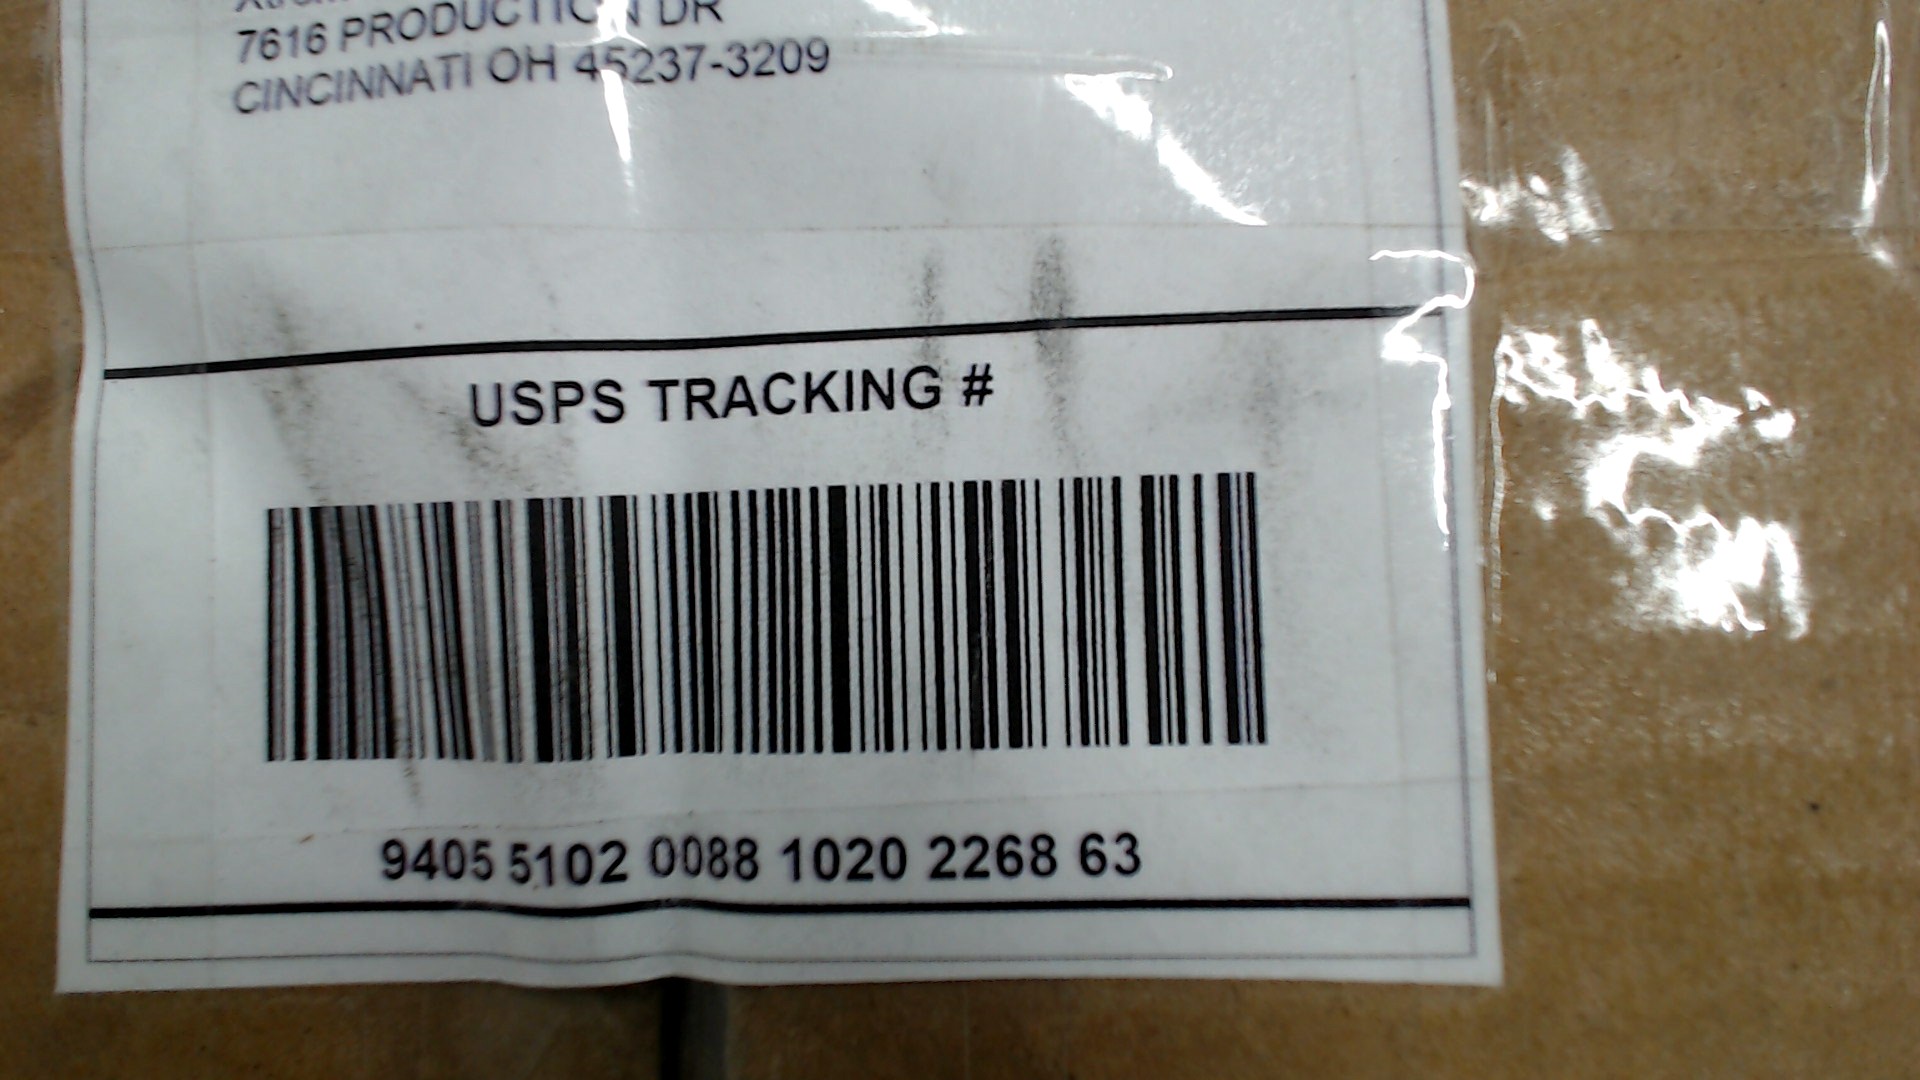 7616 PRODUCTION DR
CINCINNATI OH 45237-3209
USPS TRACKING #
9405 5102 0088 1020 2268 63